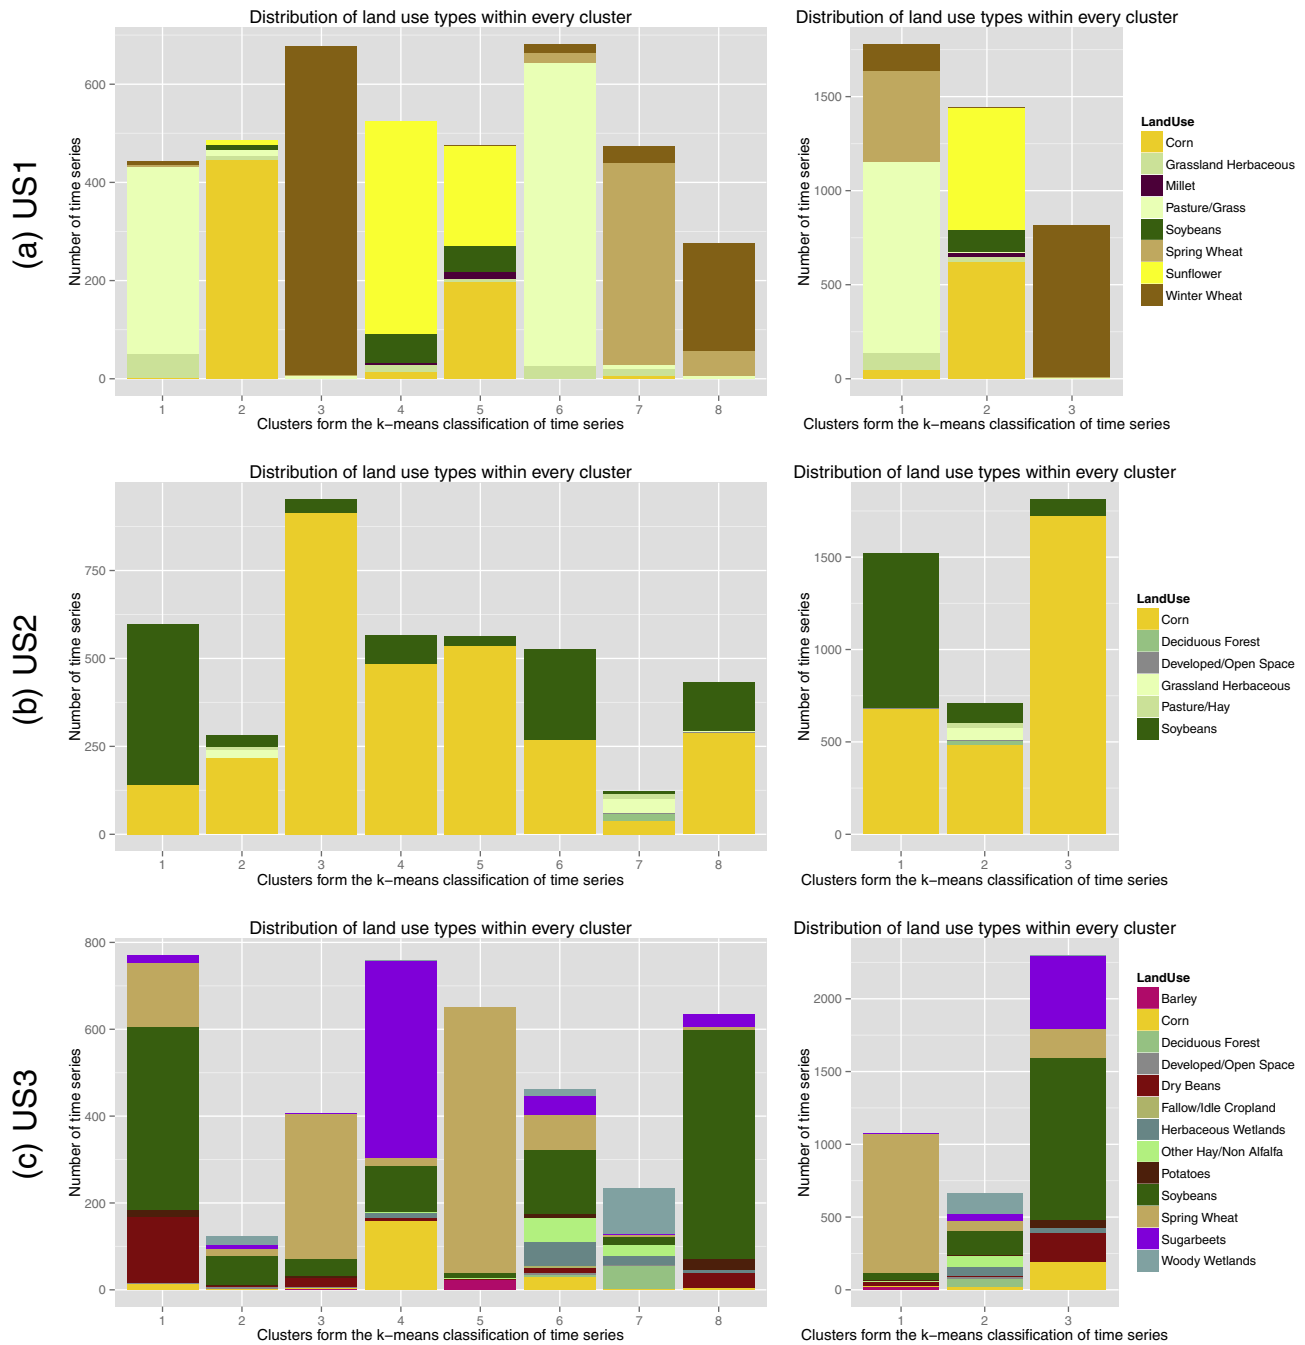 (a) US1
Distribution of land use types within every cluster
Number of time series
600
400
200
0
1 2 3 4 5 6 7 8
Clusters form the k−means classification of time series
Distribution of land use types within every cluster
Number of time series
1500
1000
500
0
1 2 3
Clusters form the k−means classification of time series
LandUse
Corn
Grassland Herbaceous
Millet
Pasture/Grass
Soybeans
Spring Wheat
Sunflower
Winter Wheat
(b) US2
Distribution of land use types within every cluster
Number of time series
750
500
250
0
1 2 3 4 5 6 7 8
Clusters form the k−means classification of time series
Distribution of land use types within every cluster
Number of time series
1500
1000
500
0
1 2 3
Clusters form the k−means classification of time series
LandUse
Corn
Deciduous Forest
Developed/Open Space
Grassland Herbaceous
Pasture/Hay
Soybeans
(c) US3
Distribution of land use types within every cluster
Number of time series
800
600
400
200
0
1 2 3 4 5 6 7 8
Clusters form the k−means classification of time series
Distribution of land use types within every cluster
Number of time series
2000
1500
1000
500
0
1 2 3
Clusters form the k−means classification of time series
LandUse
Barley
Corn
Deciduous Forest
Developed/Open Space
Dry Beans
Fallow/Idle Cropland
Herbaceous Wetlands
Other Hay/Non Alfalfa
Potatoes
Soybeans
Spring Wheat
Sugarbeets
Woody Wetlands